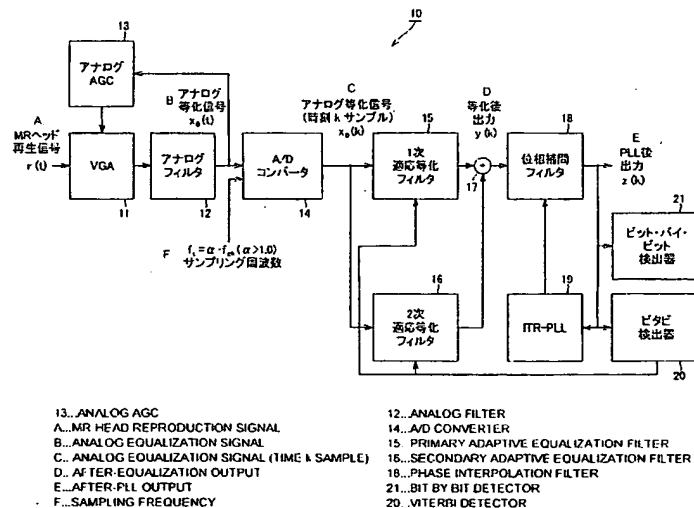 10
13
アナログ
AGC
A
MRヘッド
再生信号
r(t)
VGA
11
B
アナログ
等化信号
x₀(t)
アナログ
フィルタ
12
A/D
コンバータ
14
F
サンプリング周波数
C
アナログ等化信号
(時刻 k サンプル)
x₀(k)
15
1次
適応等化
フィルタ
16
2次
適応等化
フィルタ
D
等化後
出力
y(k)
17
18
位相補間
フィルタ
19
ITR-PLL
E
PLL後
出力
z(k)
21
ビット・バイ・
ビット
検出器
ビタビ
検出器
20
13...ANALOG AGC
A...MR HEAD REPRODUCTION SIGNAL
B...ANALOG EQUALIZATION SIGNAL
C...ANALOG EQUALIZATION SIGNAL (TIME k SAMPLE)
D...AFTER-EQUALIZATION OUTPUT
E...AFTER-PLL OUTPUT
F...SAMPLING FREQUENCY
12...ANALOG FILTER
14...A/D CONVERTER
15...PRIMARY ADAPTIVE EQUALIZATION FILTER
16...SECONDARY ADAPTIVE EQUALIZATION FILTER
18...PHASE INTERPOLATION FILTER
21...BIT BY BIT DETECTOR
20...VITERBI DETECTOR